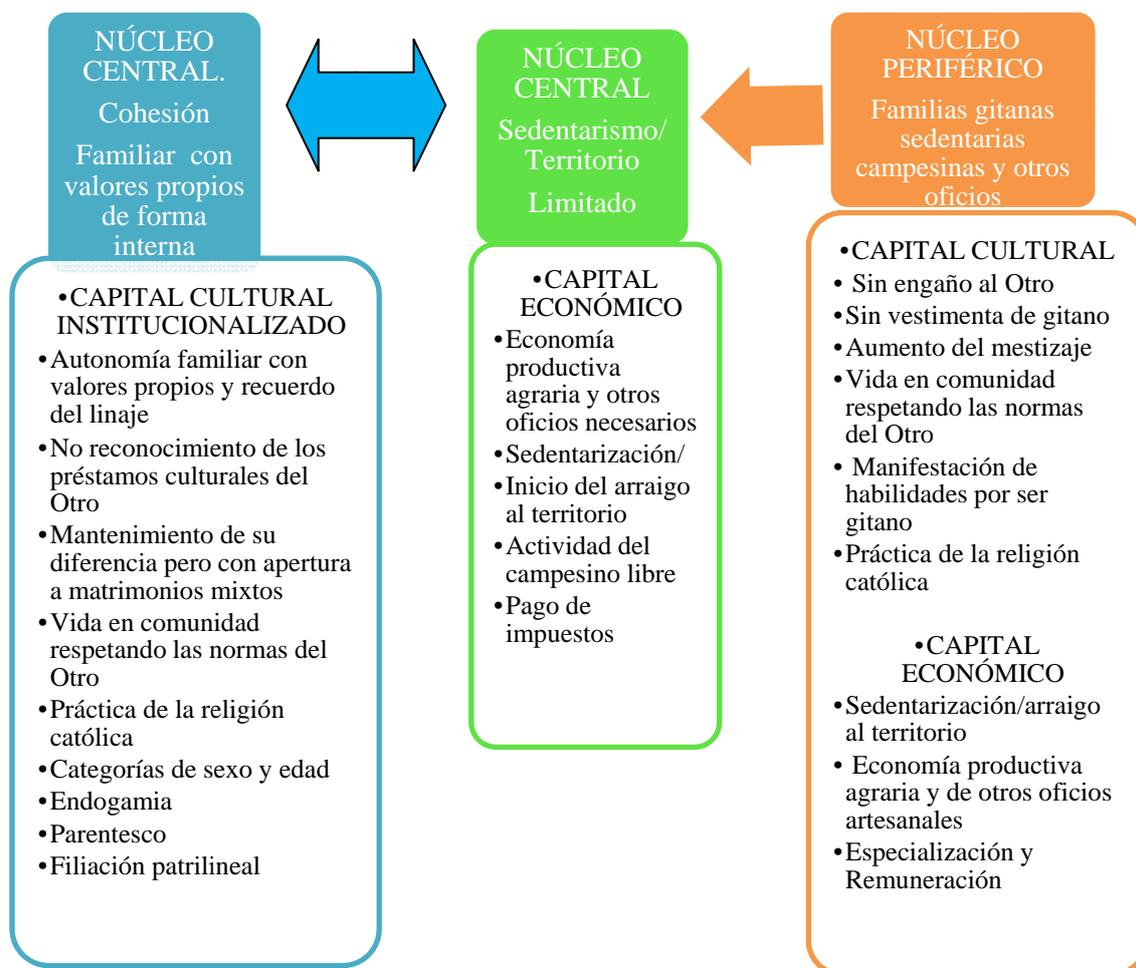 NÚCLEO
CENTRAL.
Cohesión
Familiar con
valores propios
de forma
interna
•CAPITAL CULTURAL
INSTITUCIONALIZADO
•Autonomía familiar con
valores propios y recuerdo
del linaje
•No reconocimiento de los
préstamos culturales del
Otro
•Mantenimiento de su
diferencia pero con apertura
a matrimonios mixtos
•Vida en comunidad
respetando las normas del
Otro
•Práctica de la religión
católica
•Categorías de sexo y edad
•Endogamia
•Parentesco
•Filiación patrilineal
NÚCLEO
CENTRAL
Sedentarismo/
Territorio
Limitado
•CAPITAL
ECONÓMICO
•Economía
productiva
agraria y otros
oficios necesarios
•Sedentarización/
•Inicio del arraigo
al territorio
•Actividad del
campesino libre
•Pago de
impuestos
NÚCLEO
PERIFÉRICO
Familias gitanas
sedentarias
campesinas y otros
oficios
•CAPITAL CULTURAL
• Sin engaño al Otro
•Sin vestimenta de gitano
•Aumento del mestizaje
•Vida en comunidad
respetando las normas
del Otro
• Manifestación de
habilidades por ser
gitano
•Práctica de la religión
católica
•CAPITAL
ECONÓMICO
•Sedentarización/arraigo
al territorio
• Economía productiva
agraria y de otros oficios
artesanales
•Especialización y
Remuneración